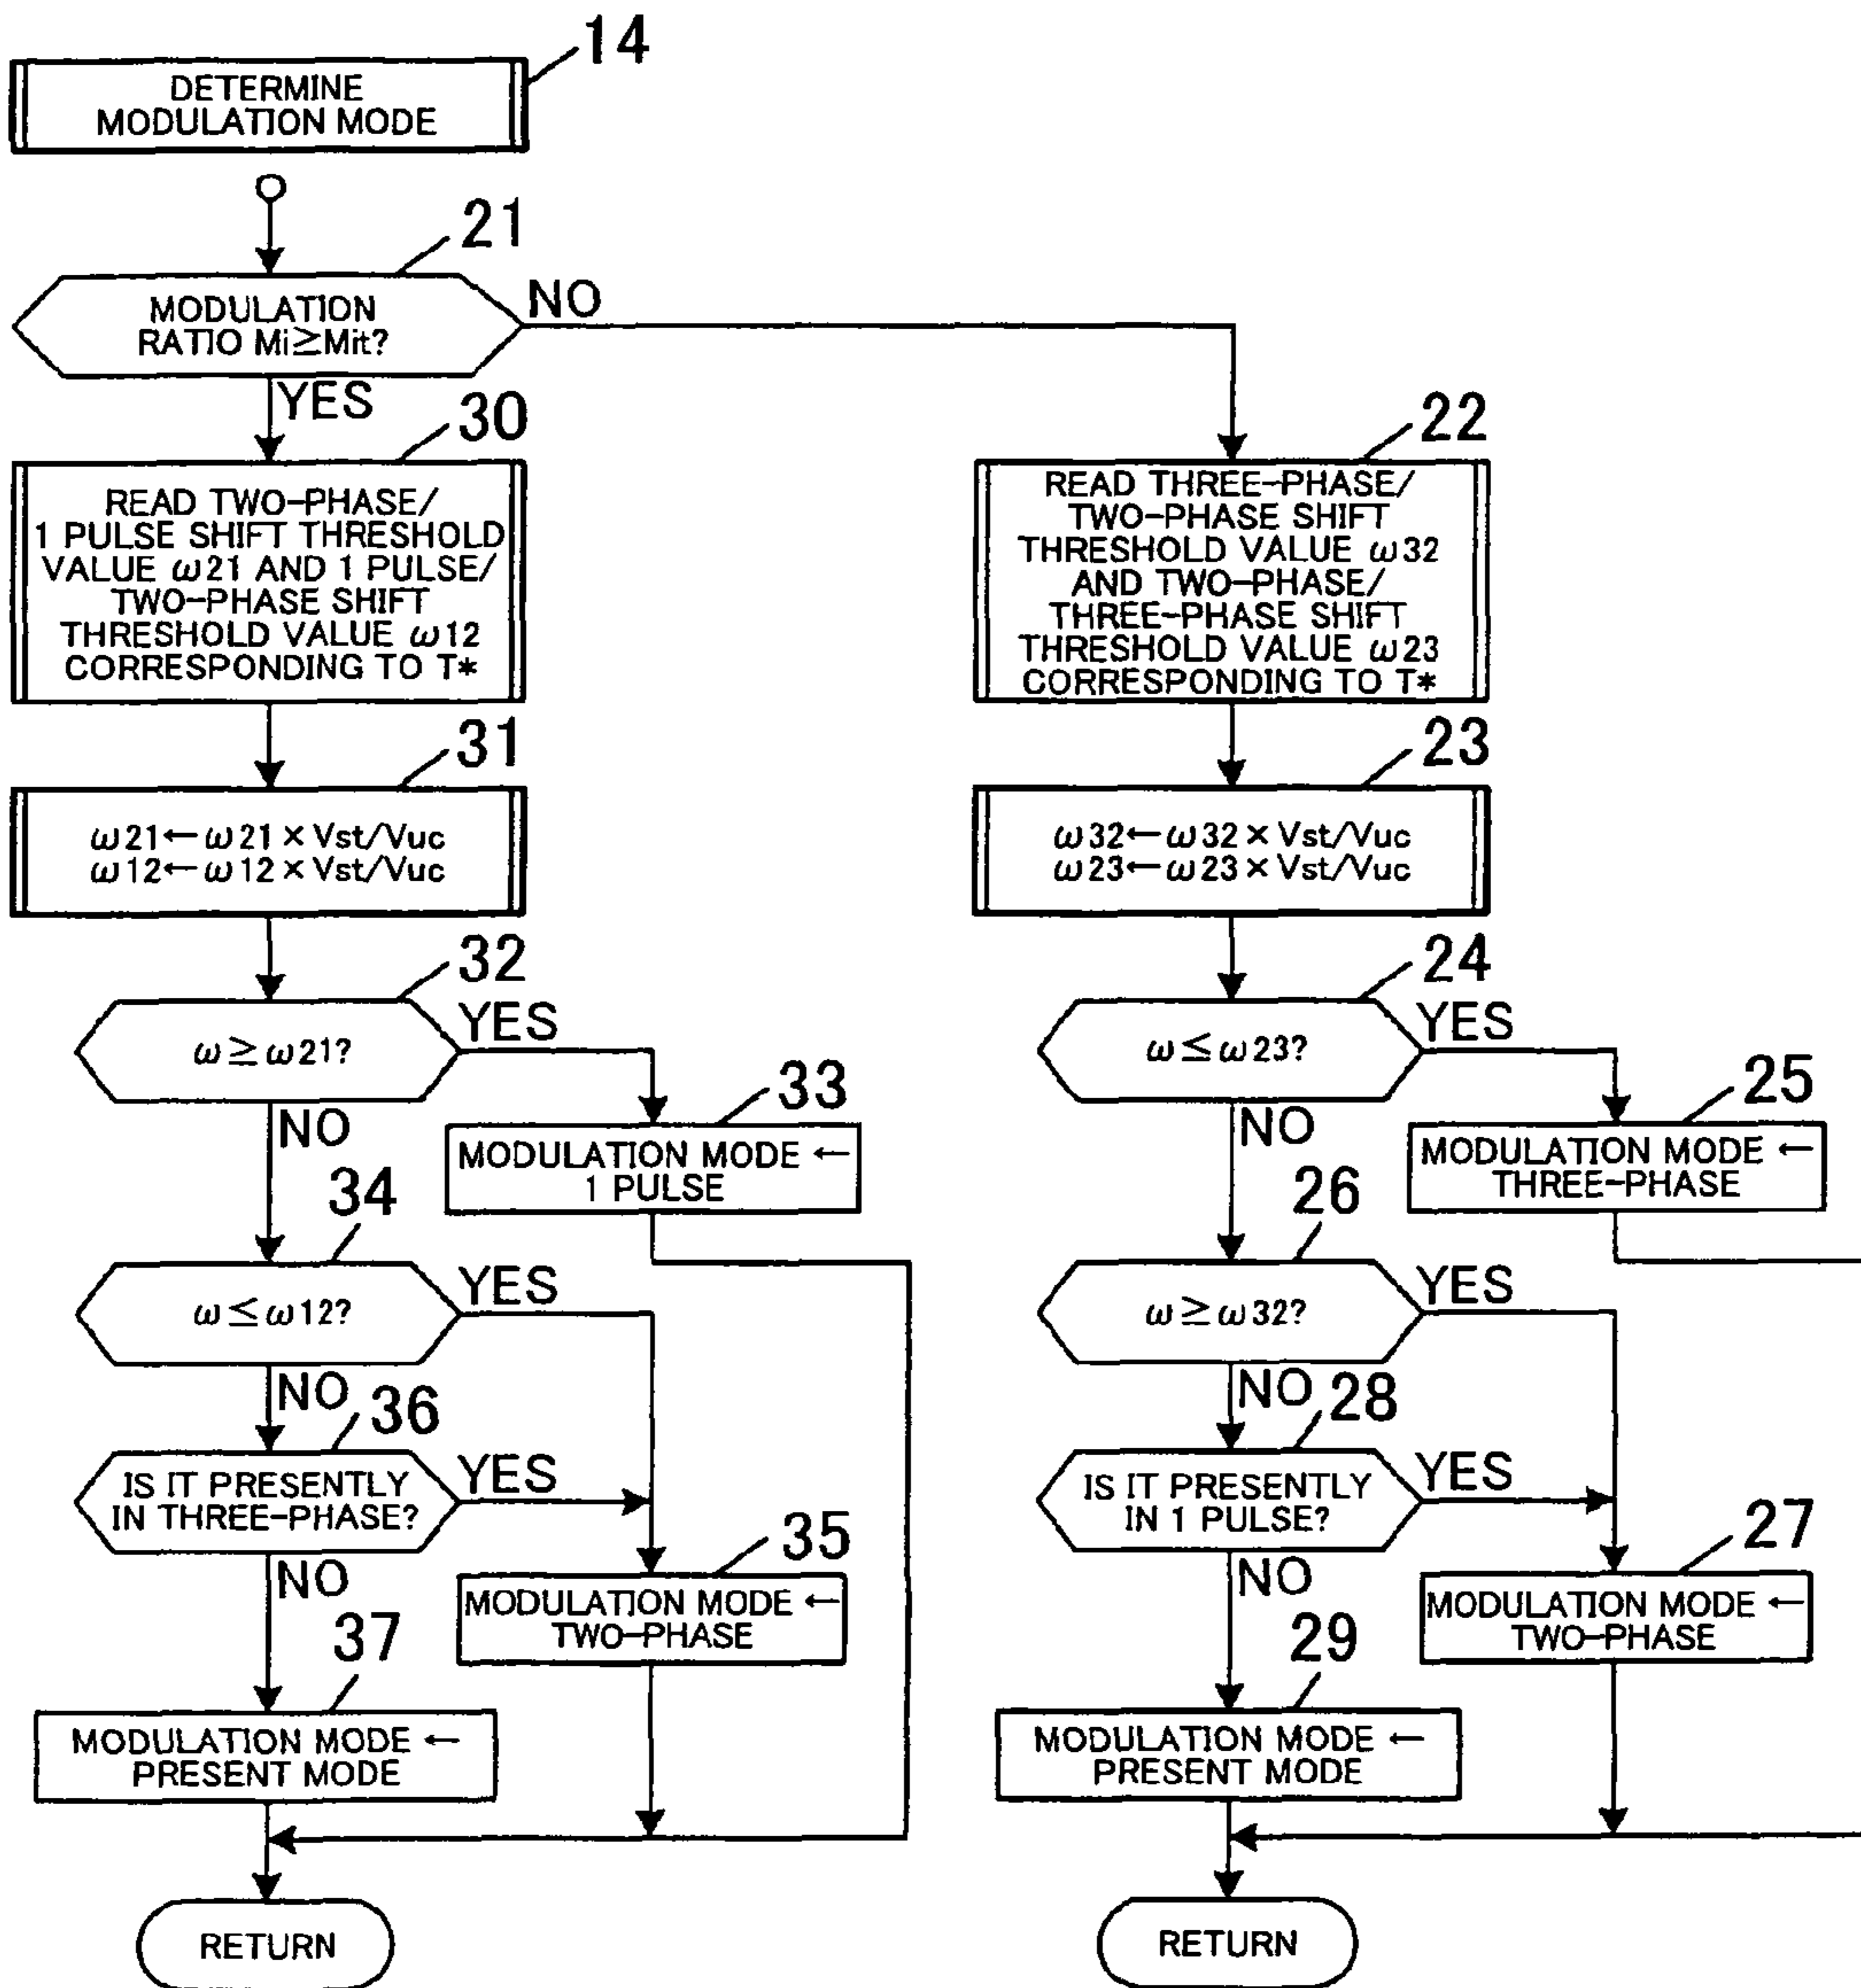 14
DETERMINE
MODULATION MODE
21
MODULATION
RATIO Mi≧Mit?
NO
YES
30
READ TWO-PHASE/
1 PULSE SHIFT THRESHOLD
VALUE ω21 AND 1 PULSE/
TWO-PHASE SHIFT
THRESHOLD VALUE ω12
CORRESPONDING TO T*
31
ω21←ω21×Vst/Vuc
ω12←ω12×Vst/Vuc
32
ω≧ω21?
YES
NO
33
MODULATION MODE ←
1 PULSE
34
ω≦ω12?
YES
NO
36
IS IT PRESENTLY
IN THREE-PHASE?
YES
NO
35
MODULATION MODE ←
TWO-PHASE
37
MODULATION MODE ←
PRESENT MODE
RETURN
22
READ THREE-PHASE/
TWO-PHASE SHIFT
THRESHOLD VALUE ω32
AND TWO-PHASE/
THREE-PHASE SHIFT
THRESHOLD VALUE ω23
CORRESPONDING TO T*
23
ω32←ω32×Vst/Vuc
ω23←ω23×Vst/Vuc
24
ω≦ω23?
YES
NO
25
MODULATION MODE ←
THREE-PHASE
26
ω≧ω32?
YES
NO
28
IS IT PRESENTLY
IN 1 PULSE?
YES
NO
27
MODULATION MODE ←
TWO-PHASE
29
MODULATION MODE ←
PRESENT MODE
RETURN